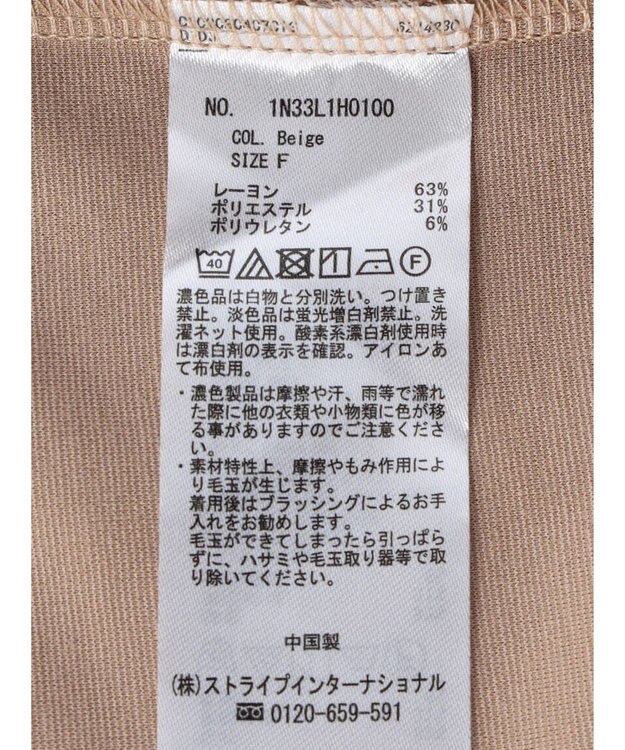 NO. 1N33L1H0100
COL. Beige
SIZE F
レーヨン 63%
ポリエステル 31%
ポリウレタン 6%
40 F
濃色品は白物と分別洗い。つけ置き
禁止。淡色品は蛍光増白剤禁止。洗
濯ネット使用。酸素系漂白剤使用時
は漂白剤の表示を確認。アイロンあ
て布使用。
・濃色製品は摩擦や汗、雨等で濡れ
た際に他の衣類や小物類に色が移
る事がありますのでご注意くださ
い。
・素材特性上、摩擦やもみ作用によ
り毛玉が生じます。
着用後はブラッシングによるお手
入れをお勧めします。
毛玉ができてしまったら引っぱら
ずに、ハサミや毛玉取り器等で取
り除いてください。
中国製
(株)ストライプインターナショナル
0120-659-591